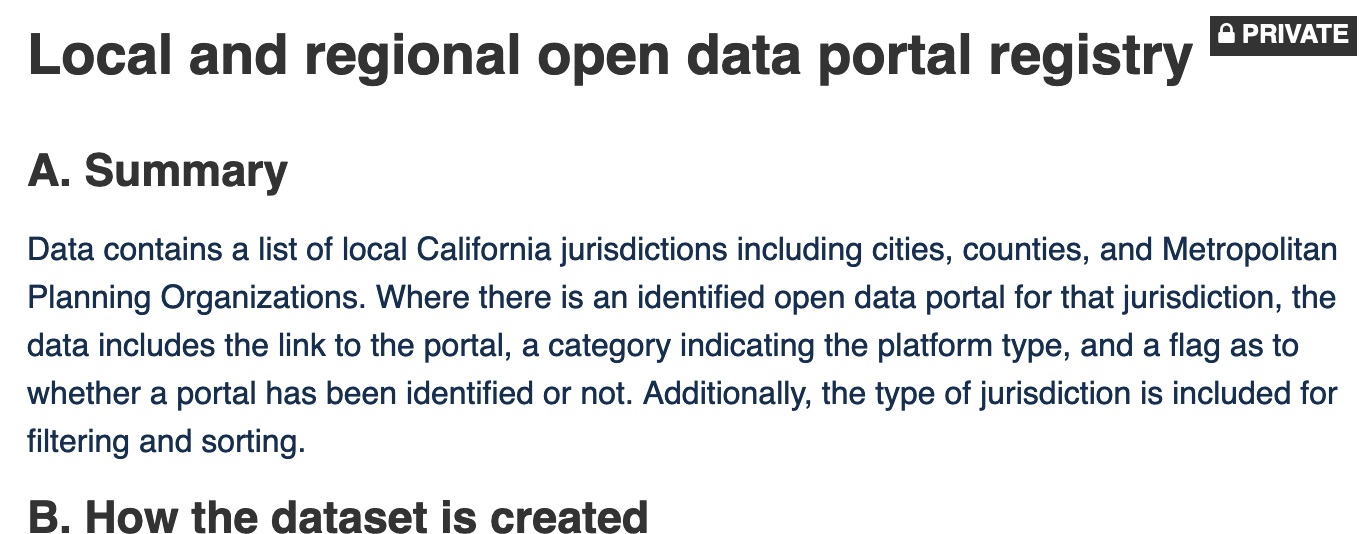 Local and regional open data portal registry PRIVATE
A. Summary
Data contains a list of local California jurisdictions including cities, counties, and Metropolitan
Planning Organizations. Where there is an identified open data portal for that jurisdiction, the
data includes the link to the portal, a category indicating the platform type, and a flag as to
whether a portal has been identified or not. Additionally, the type of jurisdiction is included for
filtering and sorting.
B. How the dataset is created